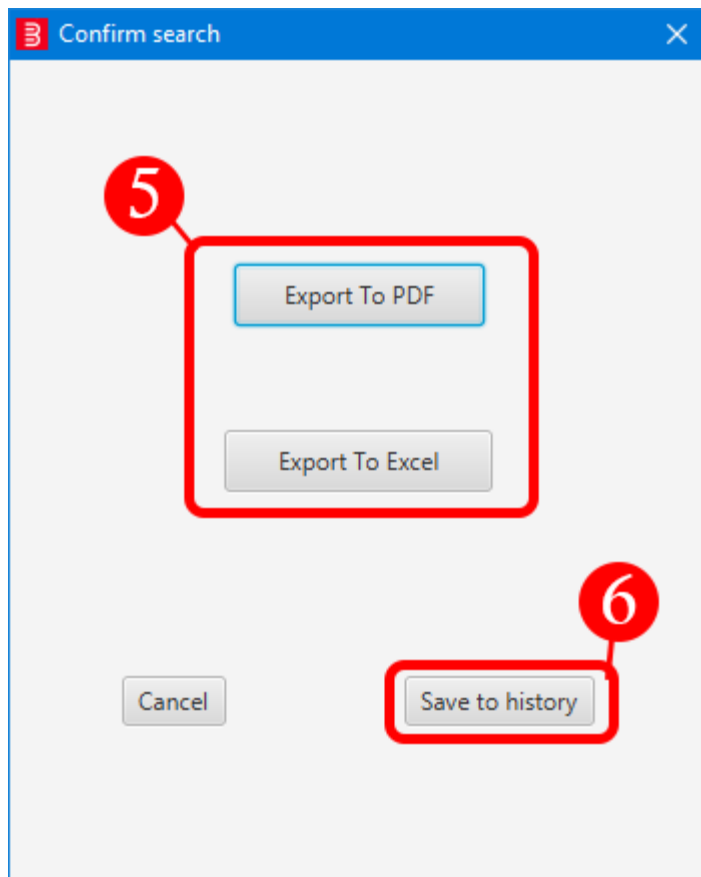 Confirm search
5
Export To PDF
Export To Excel
6
Cancel Save to history